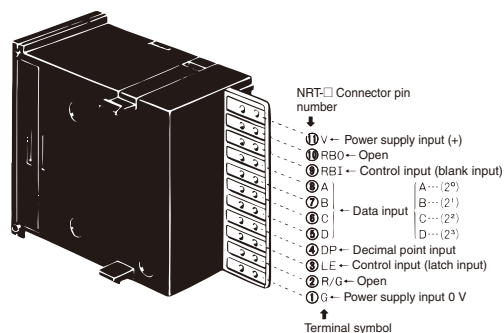 NRT-□ Connector pin
number
⑪ V ← Power supply input (+)
⑩ RBO ← Open
⑨ RBI ← Control input (blank input)
⑧ A A⋯(2⁰)
⑦ B B⋯(2¹)
← Data input
⑥ C C⋯(2²)
⑤ D D⋯(2³)
④ DP ← Decimal point input
③ LE ← Control input (latch input)
② R/G ← Open
① G ← Power supply input 0 V
Terminal symbol